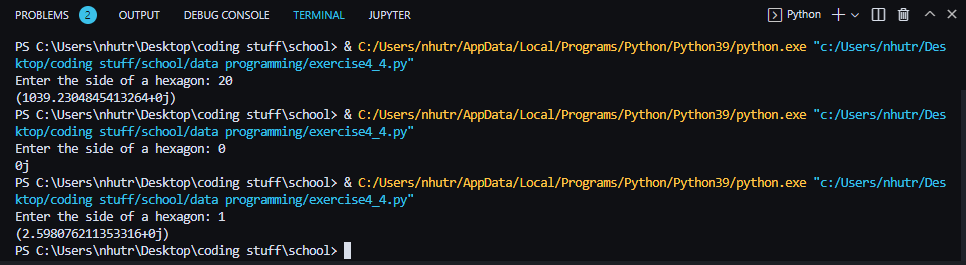 PROBLEMS 2 OUTPUT DEBUG CONSOLE TERMINAL JUPYTER Python
PS C:\Users\nhutr\Desktop\coding stuff\school> & C:/Users/nhutr/AppData/Local/Programs/Python/Python39/python.exe "c:/Users/nhutr/Des
ktop/coding stuff/school/data programming/exercise4_4.py"
Enter the side of a hexagon: 20
(1039.2304845413264+0j)
PS C:\Users\nhutr\Desktop\coding stuff\school> & C:/Users/nhutr/AppData/Local/Programs/Python/Python39/python.exe "c:/Users/nhutr/Des
ktop/coding stuff/school/data programming/exercise4_4.py"
Enter the side of a hexagon: 0
0j
PS C:\Users\nhutr\Desktop\coding stuff\school> & C:/Users/nhutr/AppData/Local/Programs/Python/Python39/python.exe "c:/Users/nhutr/Des
ktop/coding stuff/school/data programming/exercise4_4.py"
Enter the side of a hexagon: 1
(2.598076211353316+0j)
PS C:\Users\nhutr\Desktop\coding stuff\school>